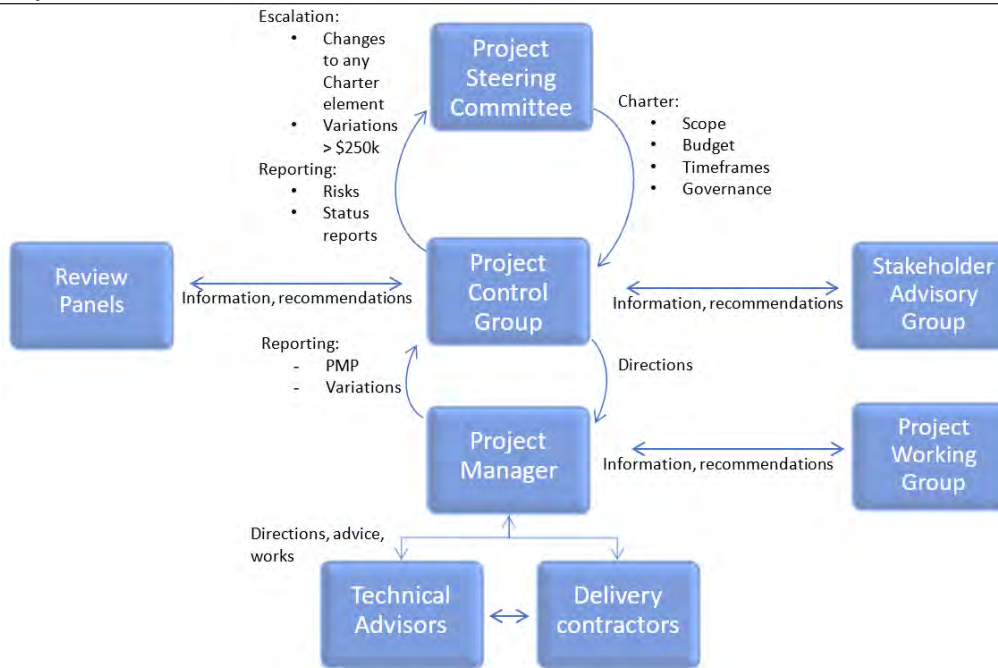 Escalation:
• Changes
to any
Charter
element
• Variations
> $250k
Reporting:
• Risks
• Status
reports
Project
Steering
Committee
Charter:
• Scope
• Budget
• Timeframes
• Governance
Review
Panels
Information, recommendations
Project
Control
Group
Information, recommendations
Stakeholder
Advisory
Group
Reporting:
- PMP
- Variations
Directions
Project
Manager
Information, recommendations
Project
Working
Group
Directions, advice,
works
Technical
Advisors
Delivery
contractors